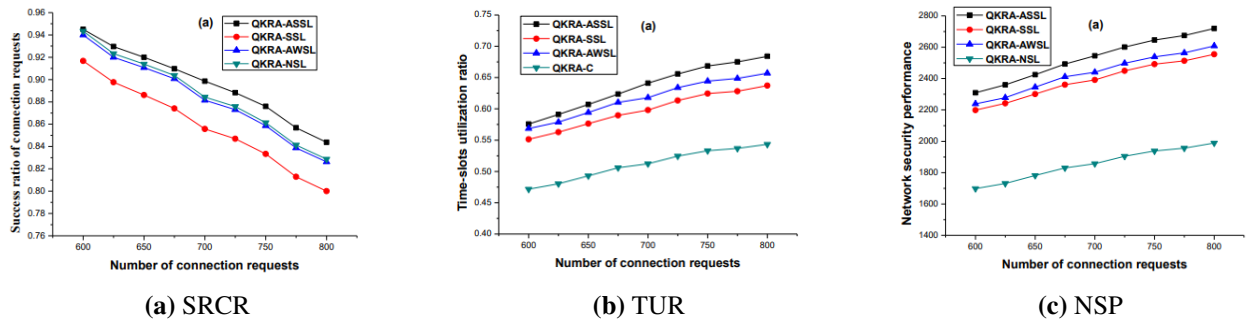 (a)
QKRA-ASSL
QKRA-SSL
QKRA-AWSL
QKRA-NSL
Success ratio of connection requests
0.96
0.94
0.92
0.90
0.88
0.86
0.84
0.82
0.80
0.78
0.76
600
650
700
750
800
Number of connection requests
(a) SRCR
(a)
QKRA-ASSL
QKRA-SSL
QKRA-AWSL
QKRA-C
Time-slots utilization ratio
0.75
0.70
0.65
0.60
0.55
0.50
0.45
0.40
600
650
700
750
800
Number of connection requests
(b) TUR
(a)
QKRA-ASSL
QKRA-SSL
QKRA-AWSL
QKRA-NSL
Network security performance
2800
2600
2400
2200
2000
1800
1600
1400
600
650
700
750
800
Number of connection requests
(c) NSP